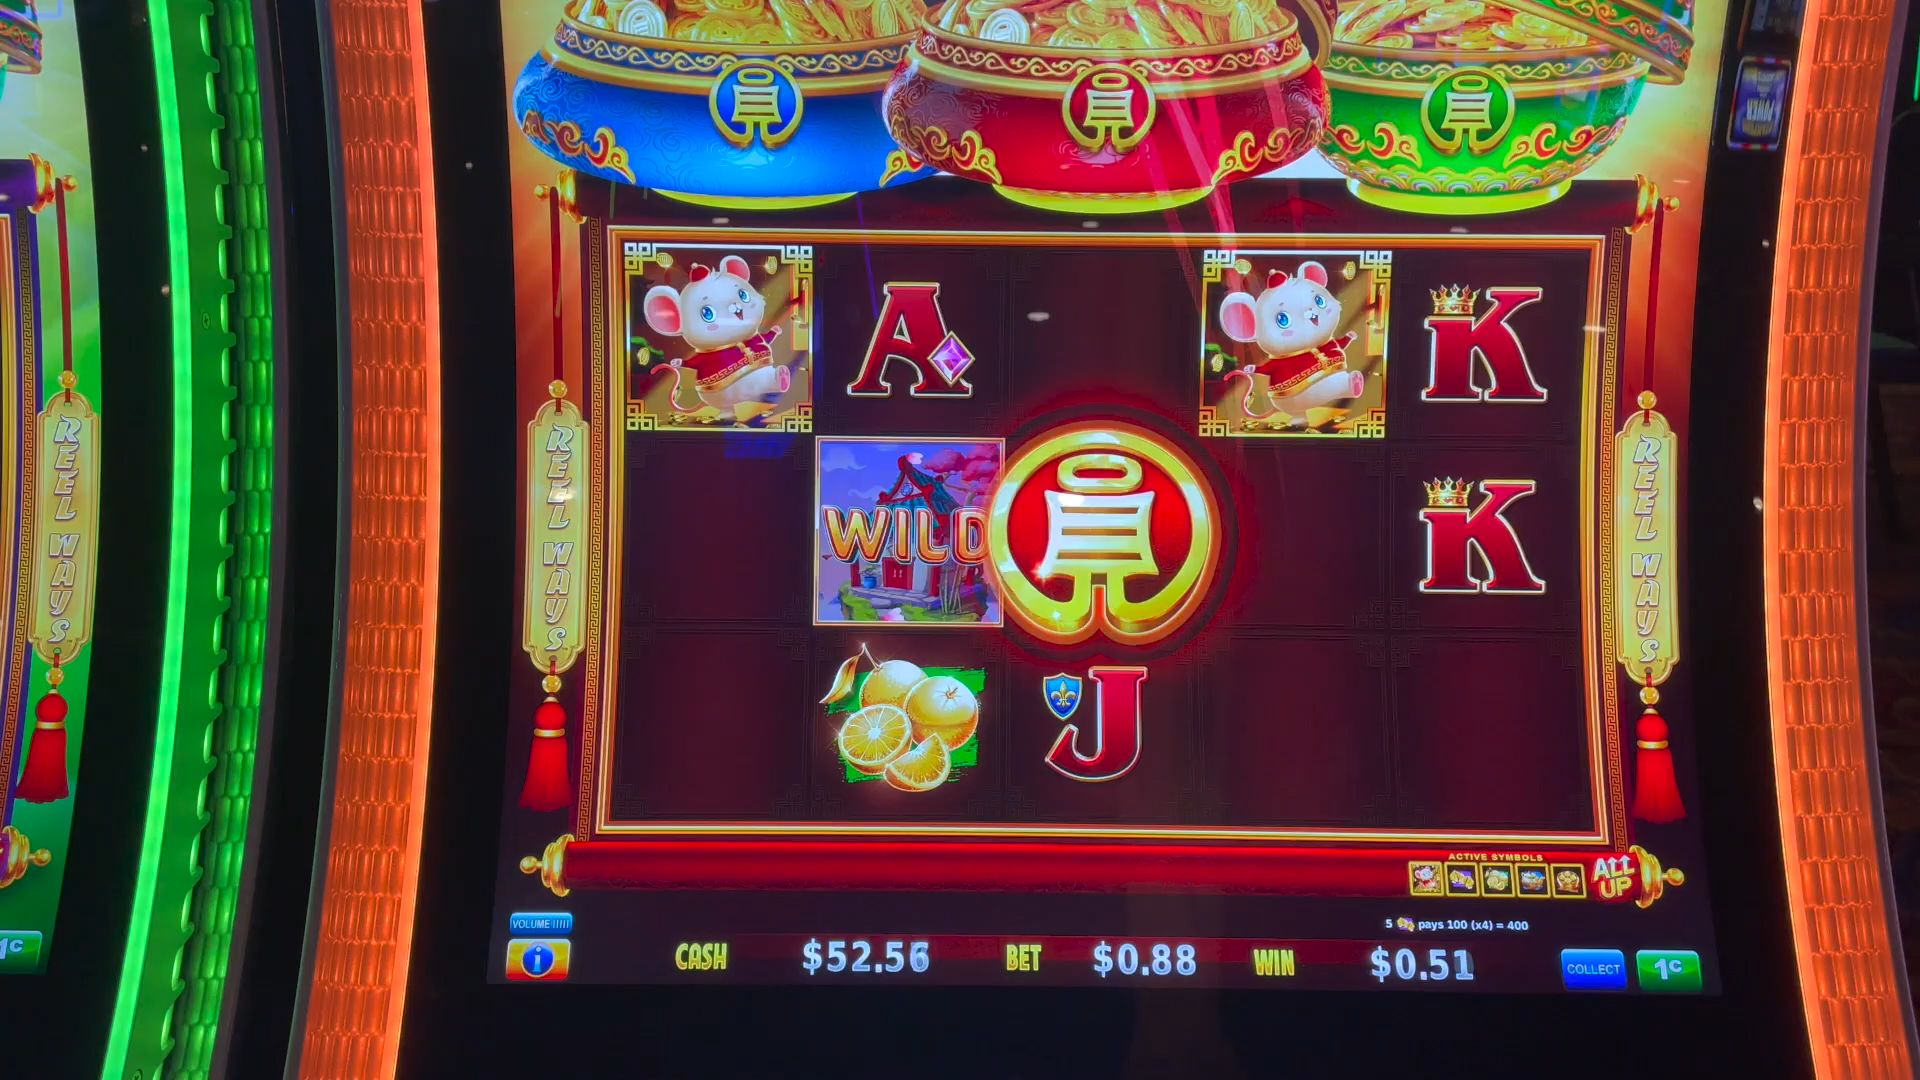 A
K
REEL WAYS
REEL WAYS
REEL WAYS
WILD
K
J
ACTIVE SYMBOLS
ALL UP
VOLUME
5 pays 100 (x4) = 400
CASH $52.56 BET $0.88 WIN $0.51
COLLECT
1¢
1¢